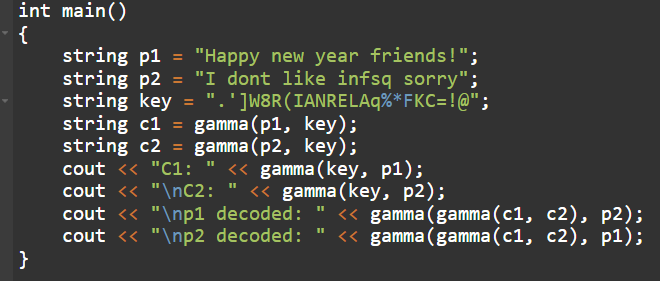 int main()
{
    string p1 = "Happy new year friends!";
    string p2 = "I dont like infsq sorry";
    string key = ".']W8R(IANRELAq%*FKC=!@";
    string c1 = gamma(p1, key);
    string c2 = gamma(p2, key);
    cout << "C1: " << gamma(key, p1);
    cout << "\nC2: " << gamma(key, p2);
    cout << "\np1 decoded: " << gamma(gamma(c1, c2), p2);
    cout << "\np2 decoded: " << gamma(gamma(c1, c2), p1);
}